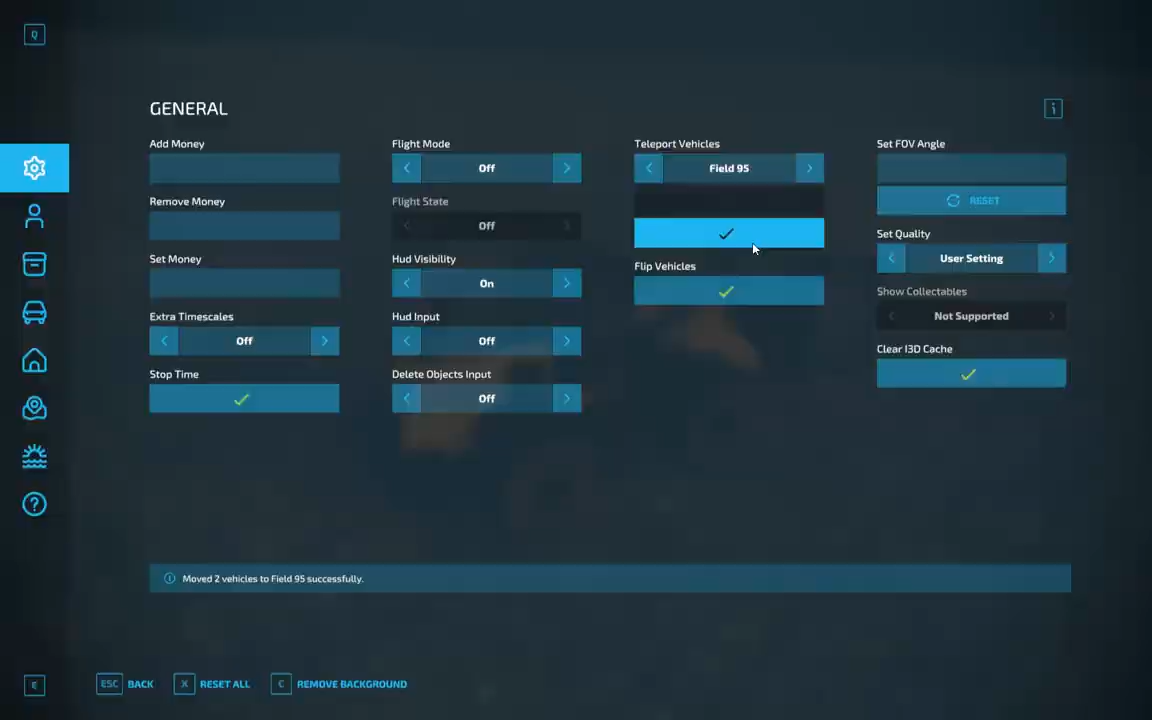 Q
GENERAL
i
Add Money
Flight Mode
Teleport Vehicles
Set FOV Angle
Off
Field 95
Remove Money
Flight State
RESET
Off
Set Quality
Set Money
Hud Visibility
Flip Vehicles
User Setting
On
Show Collectables
Extra Timescales
Hud Input
Not Supported
Off
Off
Clear I3D Cache
Stop Time
Delete Objects Input
Off
?
Moved 2 vehicles to Field 95 successfully.
E
ESC BACK
X RESET ALL
C REMOVE BACKGROUND